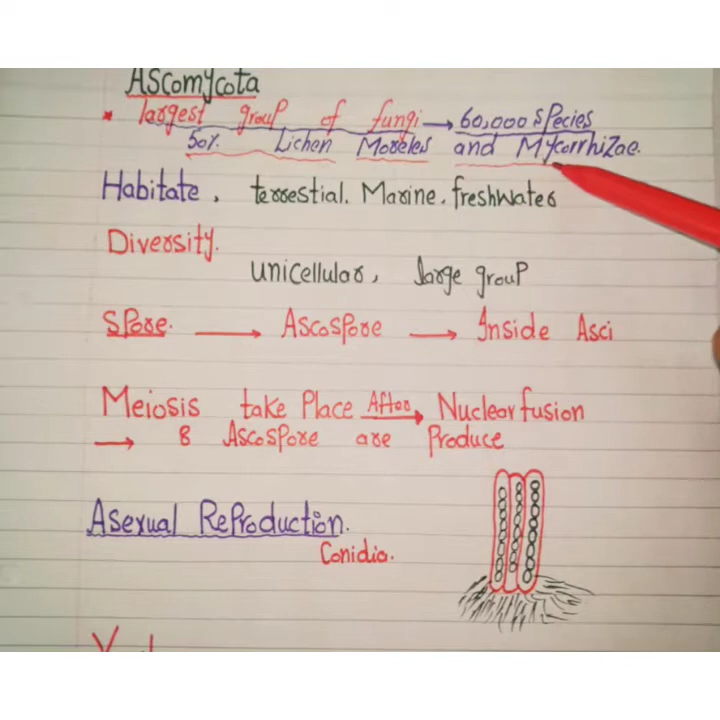 Ascomycota
* largest group of fungi → 60,000 species
50%. Lichen Moreles and Mycorrhizae.
Habitate, terrestial. Marine. freshwater
Diversity.
Unicellular, large group
Spore. → Ascospore → Inside Asci
Meiosis take Place After → Nuclear fusion
→ 8 Ascospore are Produce
Asexual Reproduction.
Conidia.